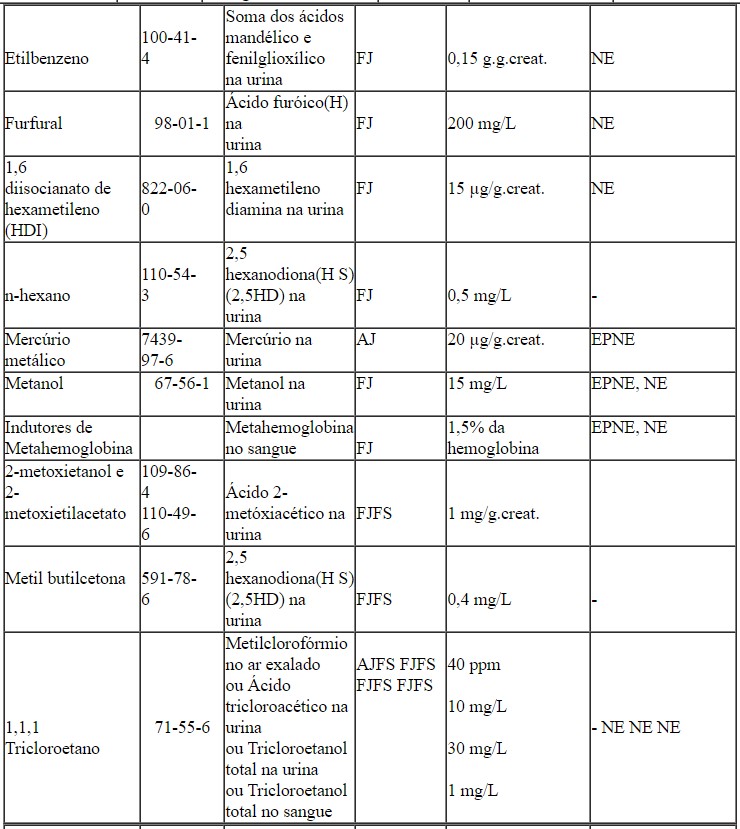 Soma dos ácidos
mandélico e
fenilglioxílico
na urina
Etilbenzeno
100-41-
4
FJ
0,15 g.g.creat.
NE
Furfural
98-01-1
Ácido furóico(H)
na
urina
FJ
200 mg/L
NE
1,6
diisocianato de
hexametileno
(HDI)
822-06-
0
1,6
hexametileno
diamina na urina
FJ
15 µg/g.creat.
NE
n-hexano
110-54-
3
2,5
hexanodiona(H S)
(2,5HD) na
urina
FJ
0,5 mg/L
-
Mercúrio
metálico
7439-
97-6
Mercúrio na
urina
AJ
20 µg/g.creat.
EPNE
Metanol
67-56-1
Metanol na
urina
FJ
15 mg/L
EPNE, NE
Indutores de
Metahemoglobina
Metahemoglobina
no sangue
FJ
1,5% da
hemoglobina
EPNE, NE
2-metoxietanol e
2-
metoxietilacetato
109-86-
4
110-49-
6
Ácido 2-
metóxiacético na
urina
FJFS
1 mg/g.creat.
Metil butilcetona
591-78-
6
2,5
hexanodiona(H S)
(2,5HD) na
urina
FJFS
0,4 mg/L
-
1,1,1
Tricloroetano
71-55-6
Metilclorofórmio
no ar exalado
ou Ácido
tricloroacético na
urina
ou Tricloroetanol
total na urina
ou Tricloroetanol
total no sangue
AJFS FJFS
FJFS FJFS
40 ppm
10 mg/L
30 mg/L
1 mg/L
- NE NE NE